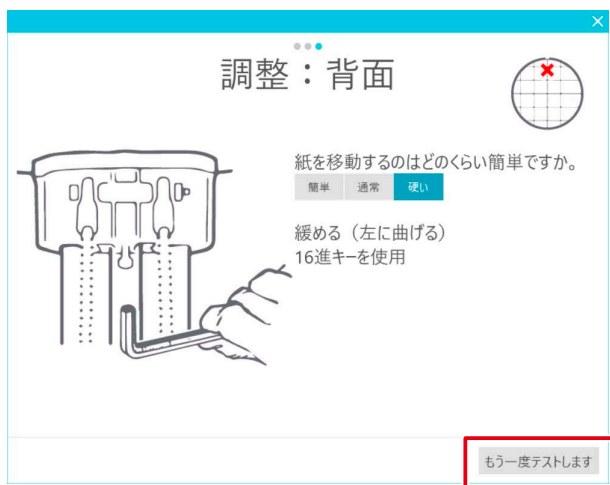 調整：背面
紙を移動するのはどのくらい簡単ですか。
簡単 通常 硬い
緩める（左に曲げる）
16進キーを使用
もう一度テストします